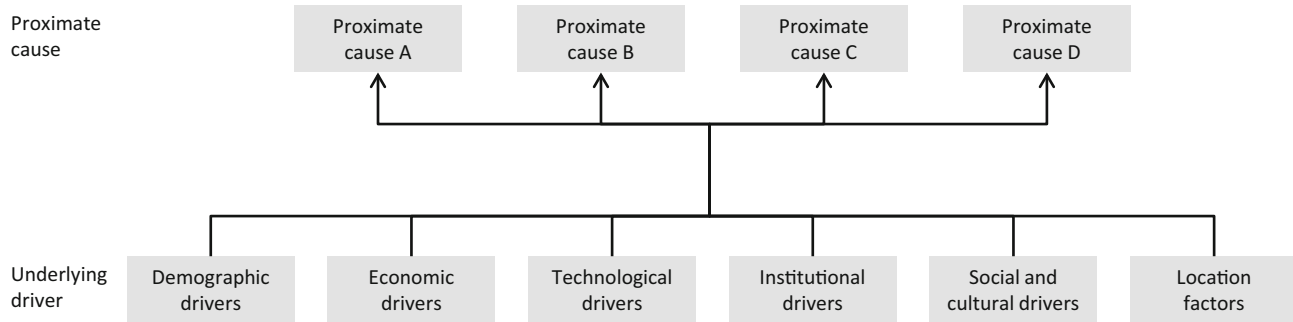 Proximate
cause
Proximate
cause A
Proximate
cause B
Proximate
cause C
Proximate
cause D
Underlying
driver
Demographic
drivers
Economic
drivers
Technological
drivers
Institutional
drivers
Social and
cultural drivers
Location
factors